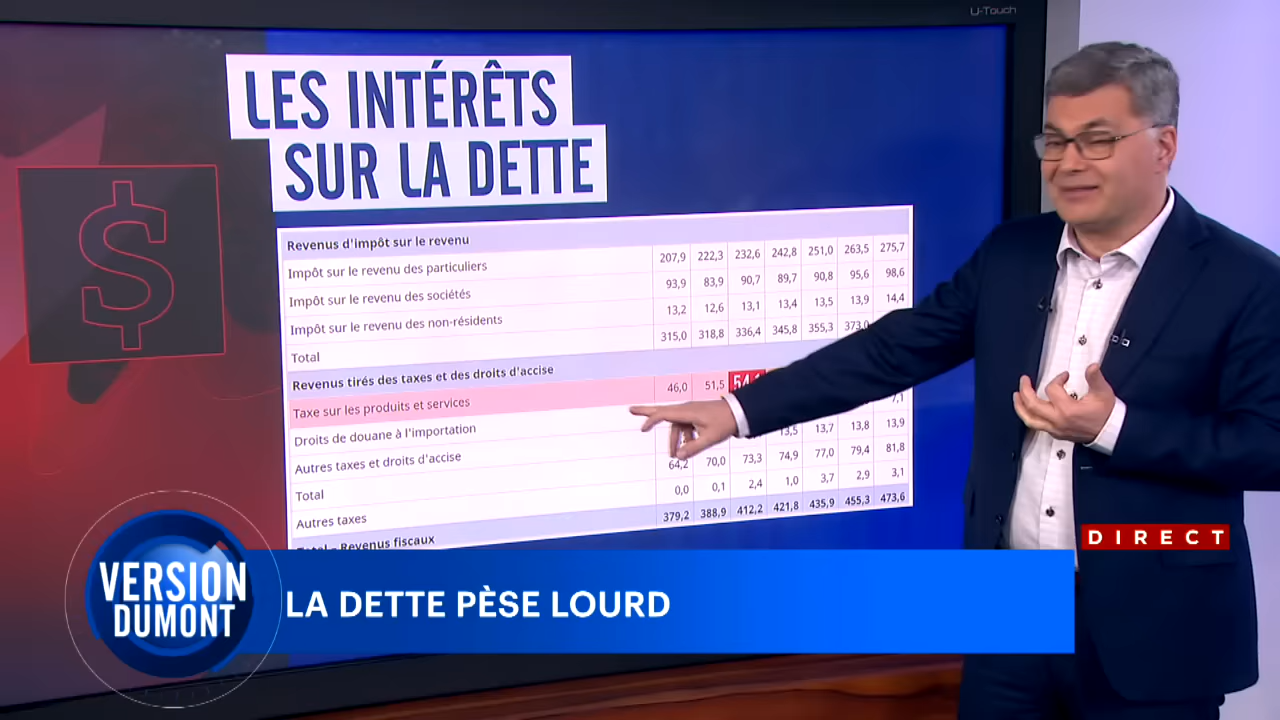 U-Touch
LES INTÉRÊTS
SUR LA DETTE
$
Revenus d'impôt sur le revenu
Impôt sur le revenu des particuliers 207,9 222,3 232,6 242,8 251,0 263,5 275,7
Impôt sur le revenu des sociétés 93,9 83,9 90,7 89,7 90,8 95,6 98,6
Impôt sur le revenu des non-résidents 13,2 12,6 13,1 13,4 13,5 13,9 14,4
Total 315,0 318,8 336,4 345,8 355,3 373,0
Revenus tirés des taxes et des droits d'accise
Taxe sur les produits et services 46,0 51,5
Droits de douane à l'importation 7,1
Autres taxes et droits d'accise 13,5 13,7 13,8 13,9
Total 64,2 70,0 73,3 74,9 77,0 79,4 81,8
Autres taxes 0,0 0,1 2,4 1,0 3,7 2,9 3,1
Total - Revenus fiscaux 379,2 388,9 412,2 421,8 435,9 455,3 473,6
DIRECT
VERSION
DUMONT
LA DETTE PÈSE LOURD